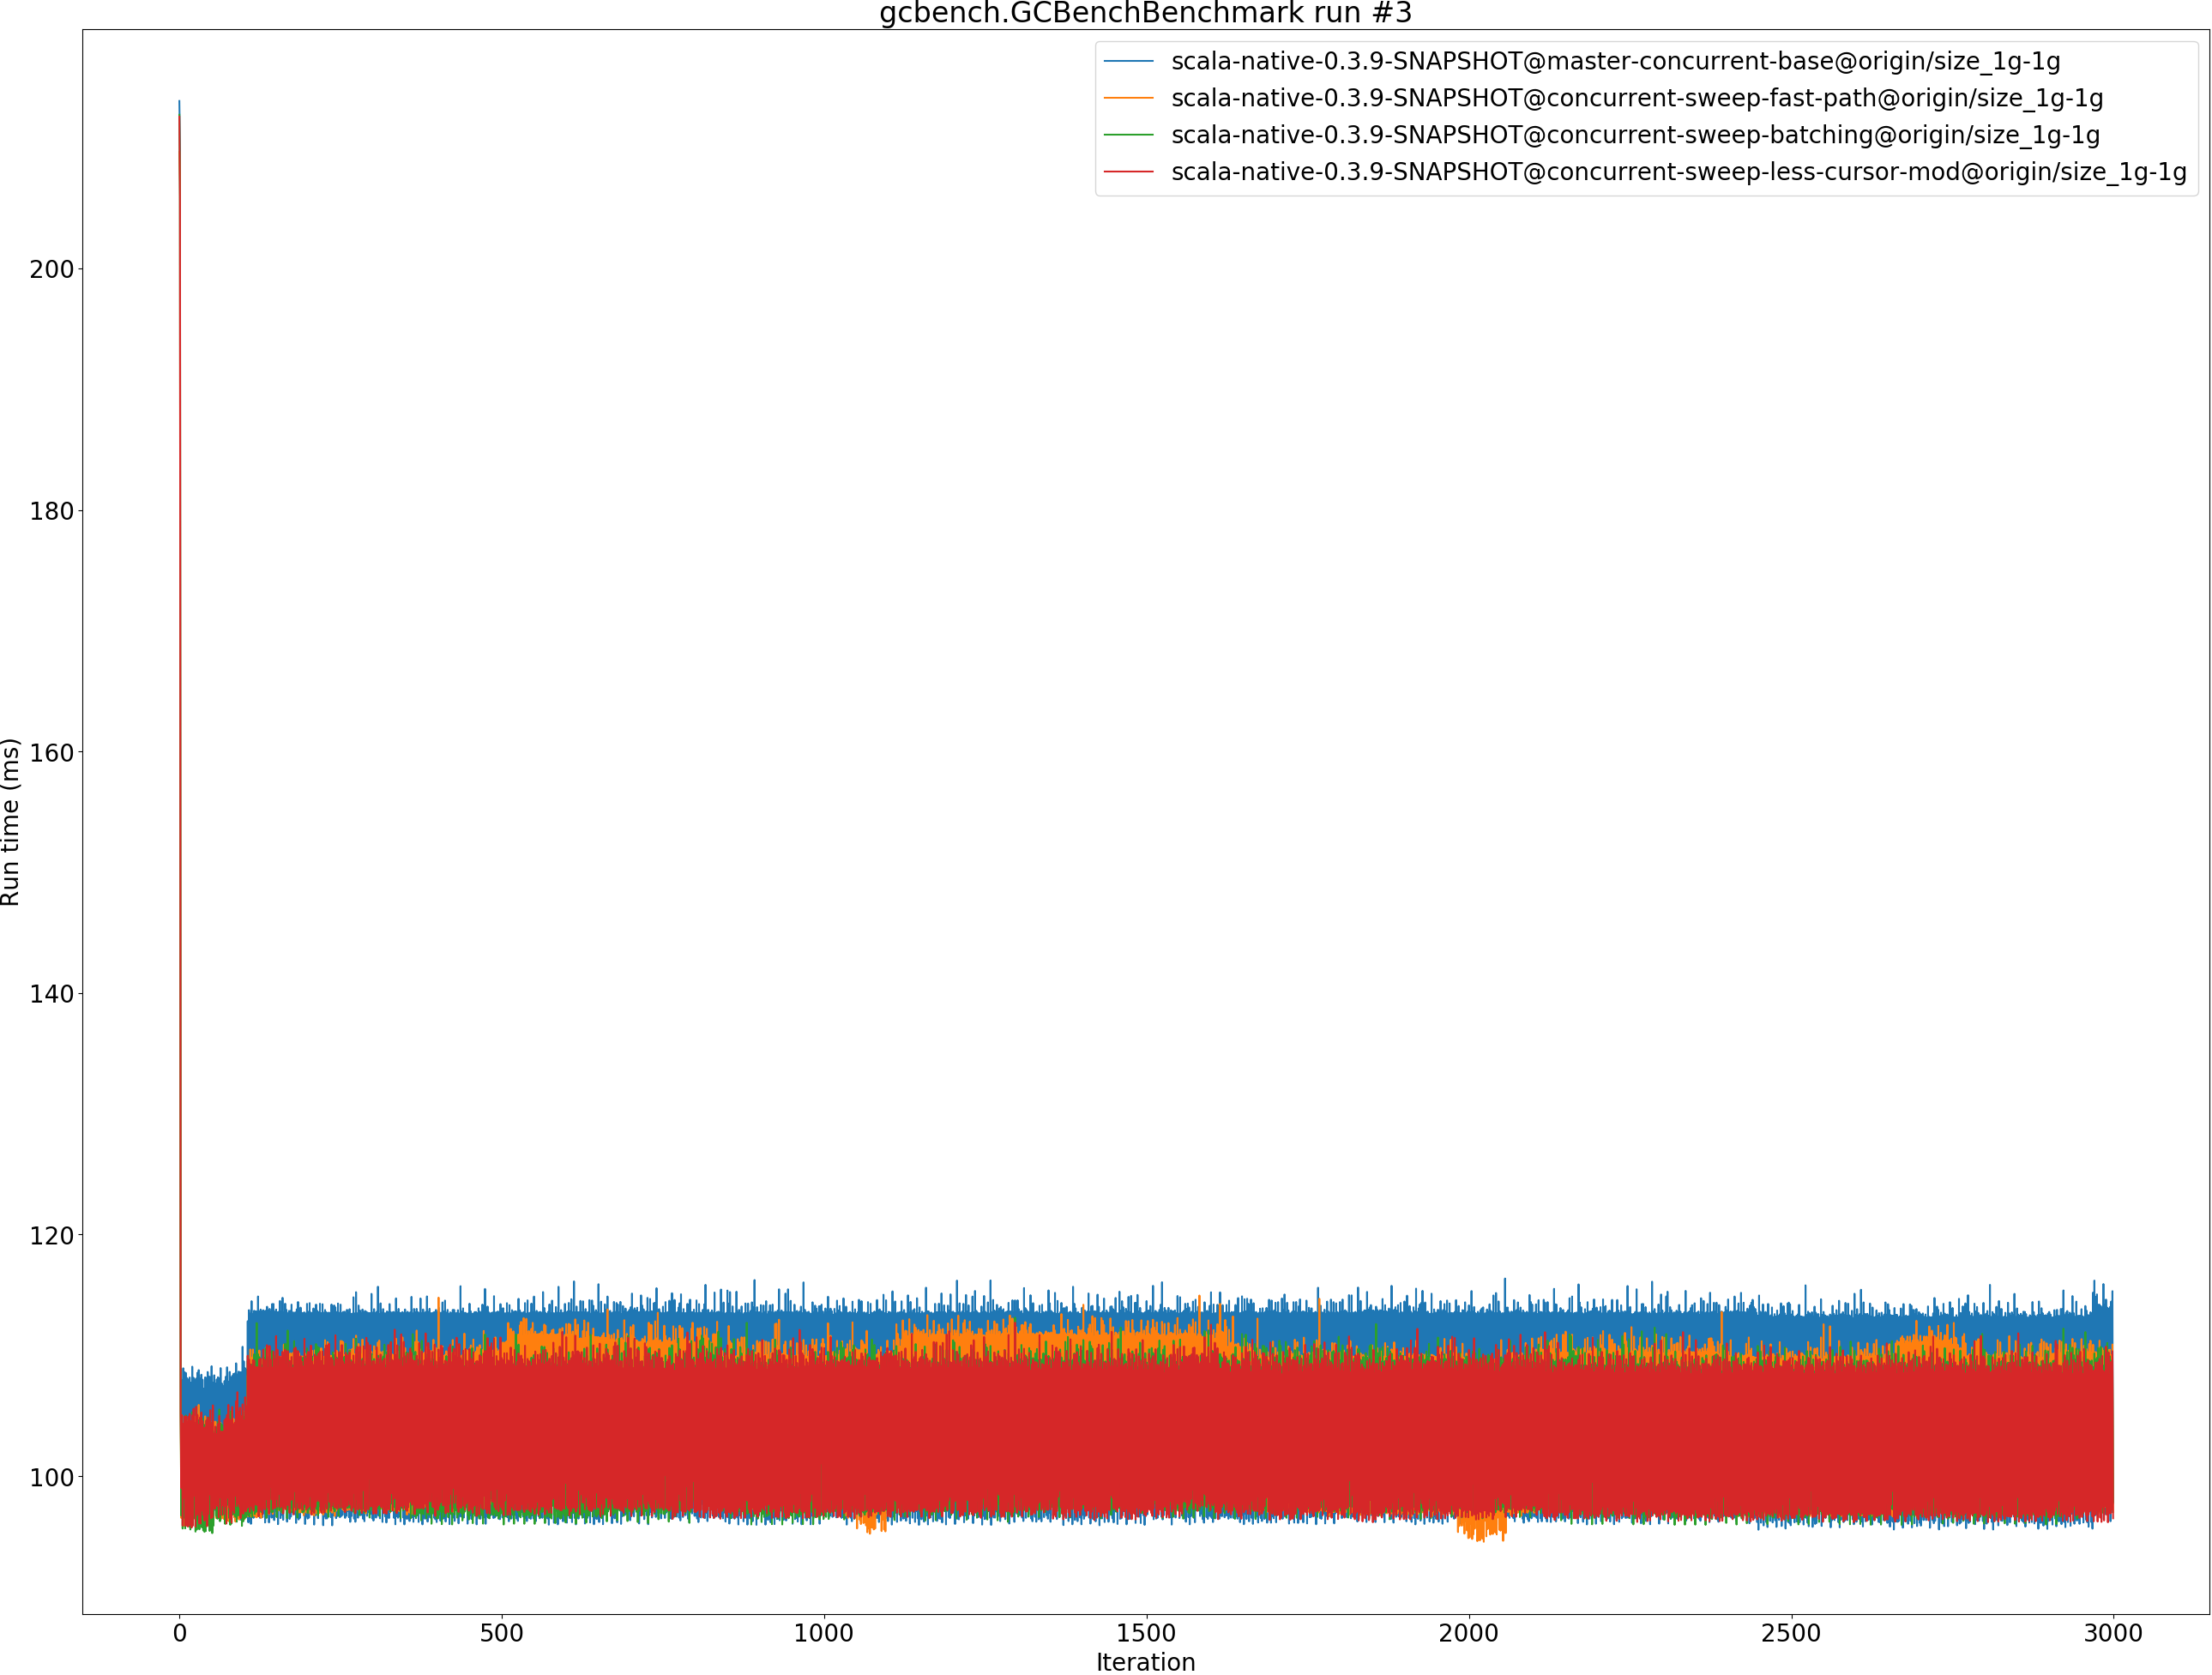 gcbench.GCBenchBenchmark run #3
scala-native-0.3.9-SNAPSHOT@master-concurrent-base@origin/size_1g-1g
scala-native-0.3.9-SNAPSHOT@concurrent-sweep-fast-path@origin/size_1g-1g
scala-native-0.3.9-SNAPSHOT@concurrent-sweep-batching@origin/size_1g-1g
scala-native-0.3.9-SNAPSHOT@concurrent-sweep-less-cursor-mod@origin/size_1g-1g
Run time (ms)
200
180
160
140
120
100
0 500 1000 1500 2000 2500 3000
Iteration